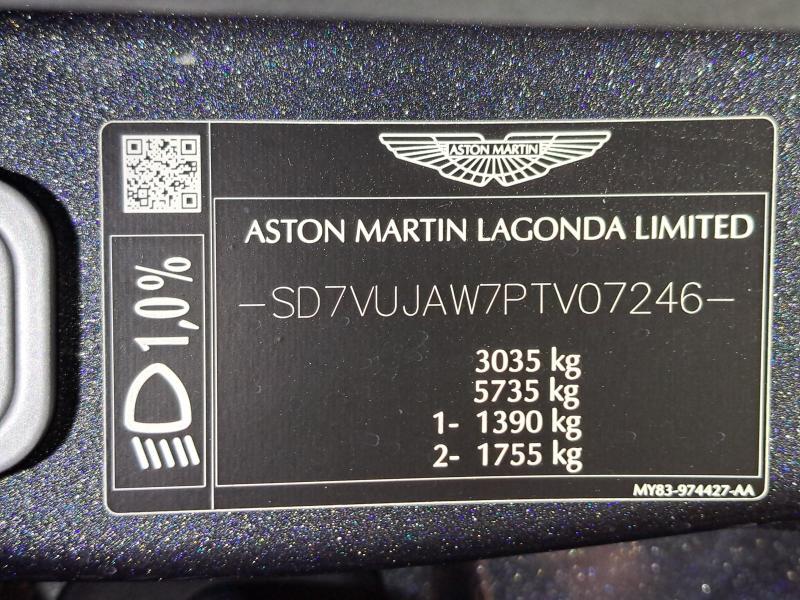 ASTON MARTIN
ASTON MARTIN LAGONDA LIMITED
-SD7VUJAW7PTV07246-
1,0%
3035 kg
5735 kg
1- 1390 kg
2- 1755 kg
MY83-974427-AA